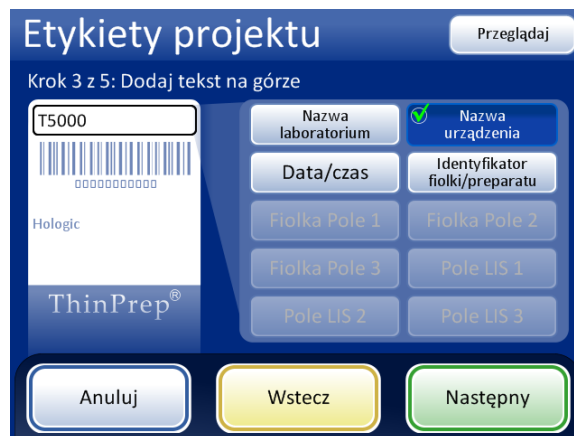 Etykiety projektu
Przeglądaj
Krok 3 z 5: Dodaj tekst na górze
T5000
00000000000
Hologic
ThinPrep®
Nazwa
laboratorium
Nazwa
urządzenia
Data/czas
Identyfikator
fiolki/preparatu
Fiolka Pole 1
Fiolka Pole 2
Fiolka Pole 3
Pole LIS 1
Pole LIS 2
Pole LIS 3
Anuluj
Wstecz
Następny